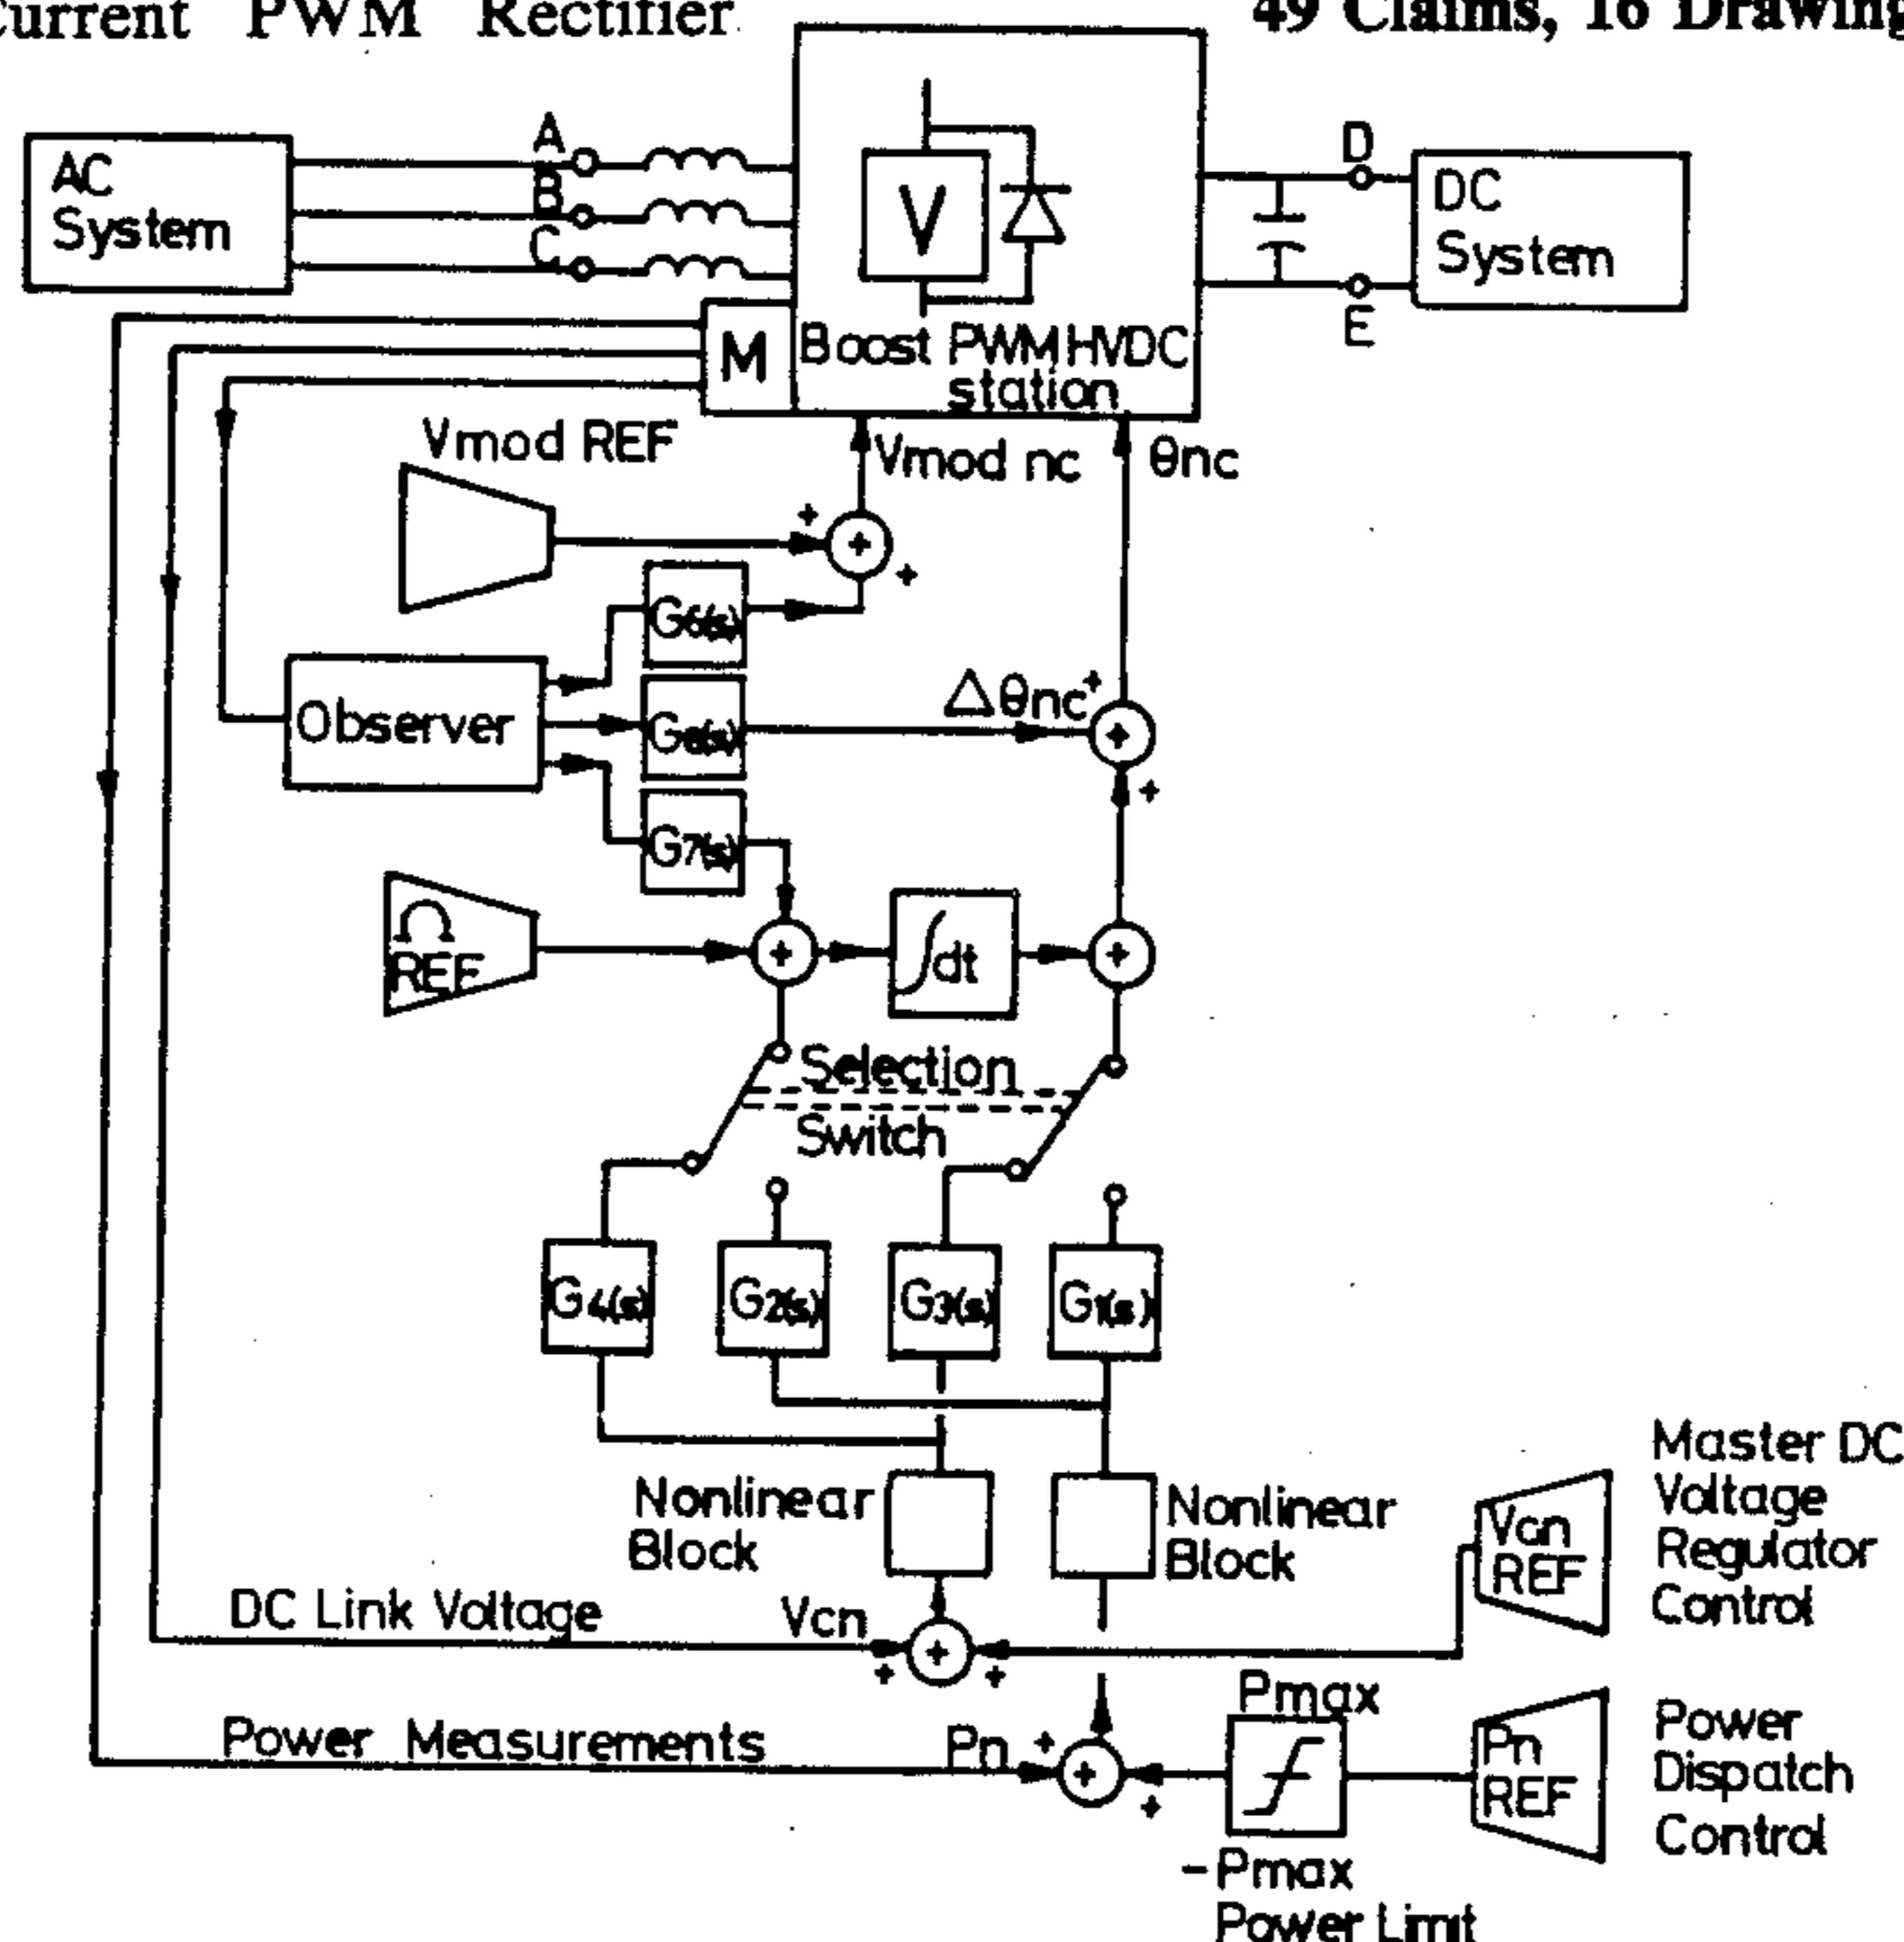 Current PWM Rectifier
49 Claims, 16 Drawing
AC
System
A
B
C
V
D
E
DC
System
M
Boost PWM HVDC
station
Vmod REF
Vmod nc
θnc
+
+
+
G6(s)
Observer
G8(s)
Δθnc
+
+
+
G7(s)
Ω
REF
+
∫dt
+
Selection
Switch
G4(s)
G2(s)
G3(s)
G1(s)
Nonlinear
Block
Nonlinear
Block
Master DC
Voltage
Regulator
Control
Vcn
REF
DC Link Voltage
Vcn
+
+
+
Pmax
Power Measurements
Pn
+
+
+
Pn
REF
Power
Dispatch
Control
-Pmax
Power Limit